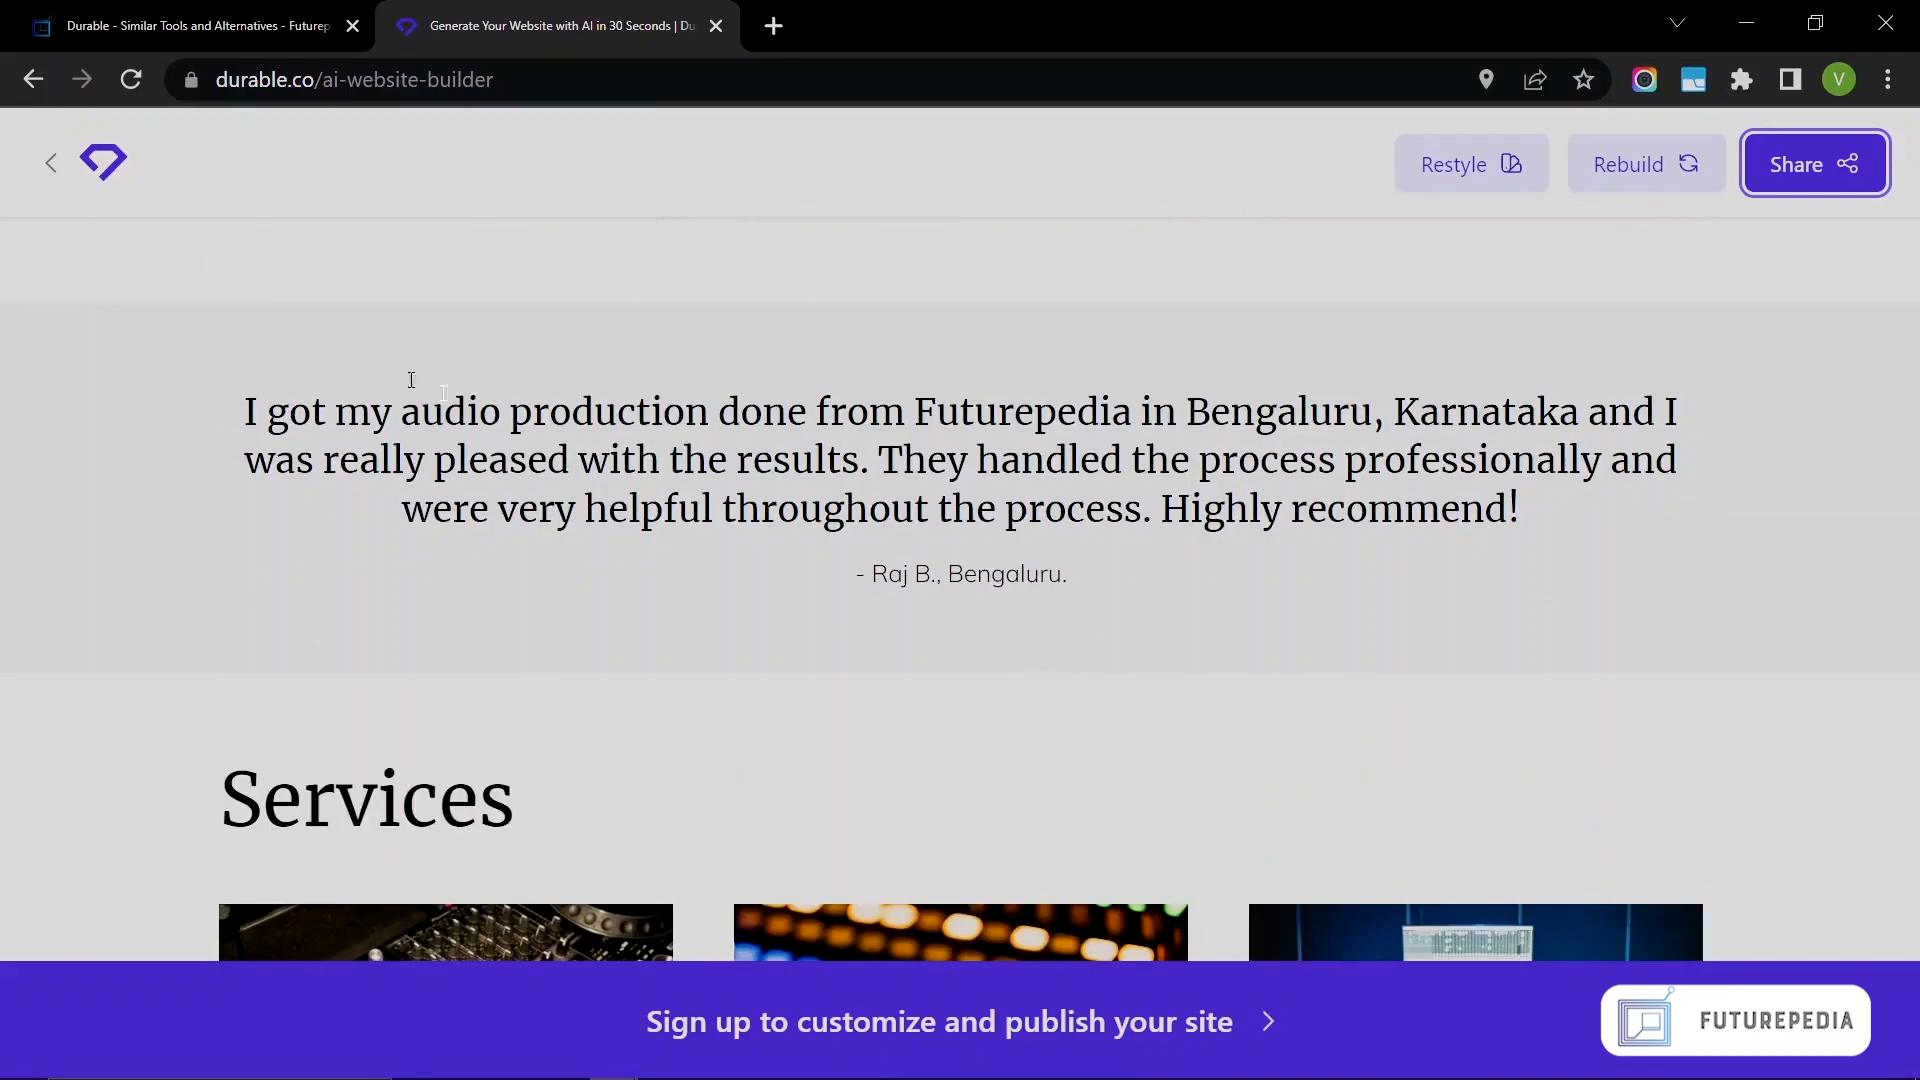 Durable - Similar Tools and Alternatives - Futurep
Generate Your Website with AI in 30 Seconds | Du
durable.co/ai-website-builder
V
Restyle
Rebuild
Share
I got my audio production done from Futurepedia in Bengaluru, Karnataka and I
was really pleased with the results. They handled the process professionally and
were very helpful throughout the process. Highly recommend!
- Raj B., Bengaluru.
Services
Sign up to customize and publish your site
FUTUREPEDIA